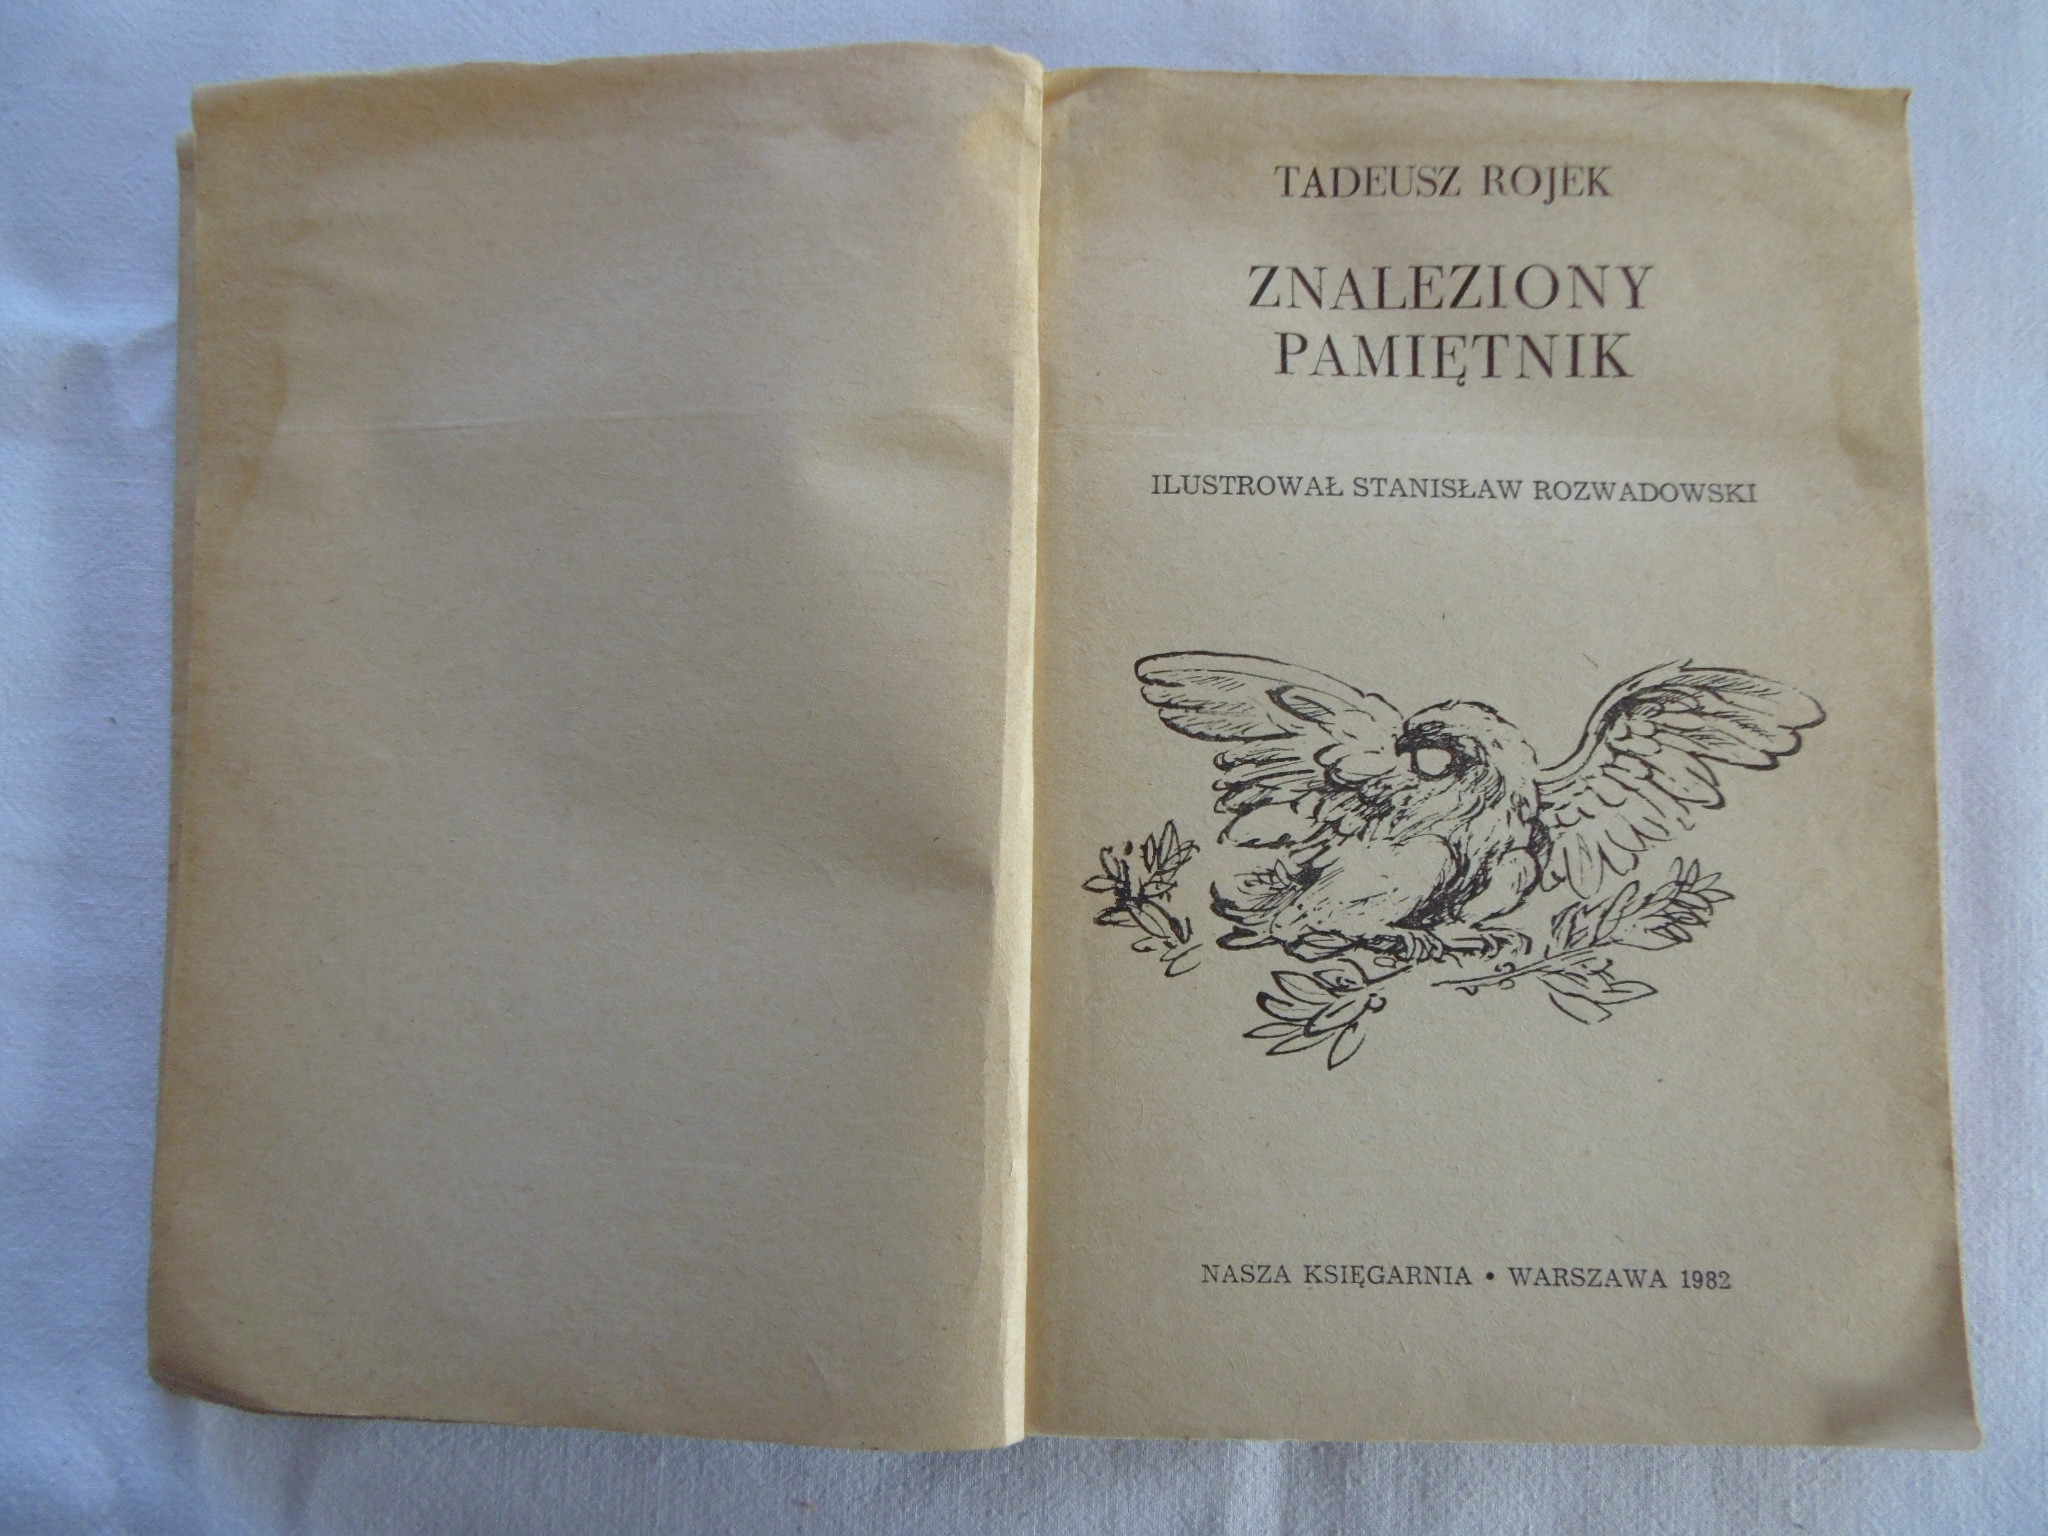 TADEUSZ ROJEK
ZNALEZIONY
PAMIĘTNIK
ILUSTROWAŁ STANISŁAW ROZWADOWSKI
NASZA KSIĘGARNIA • WARSZAWA 1982